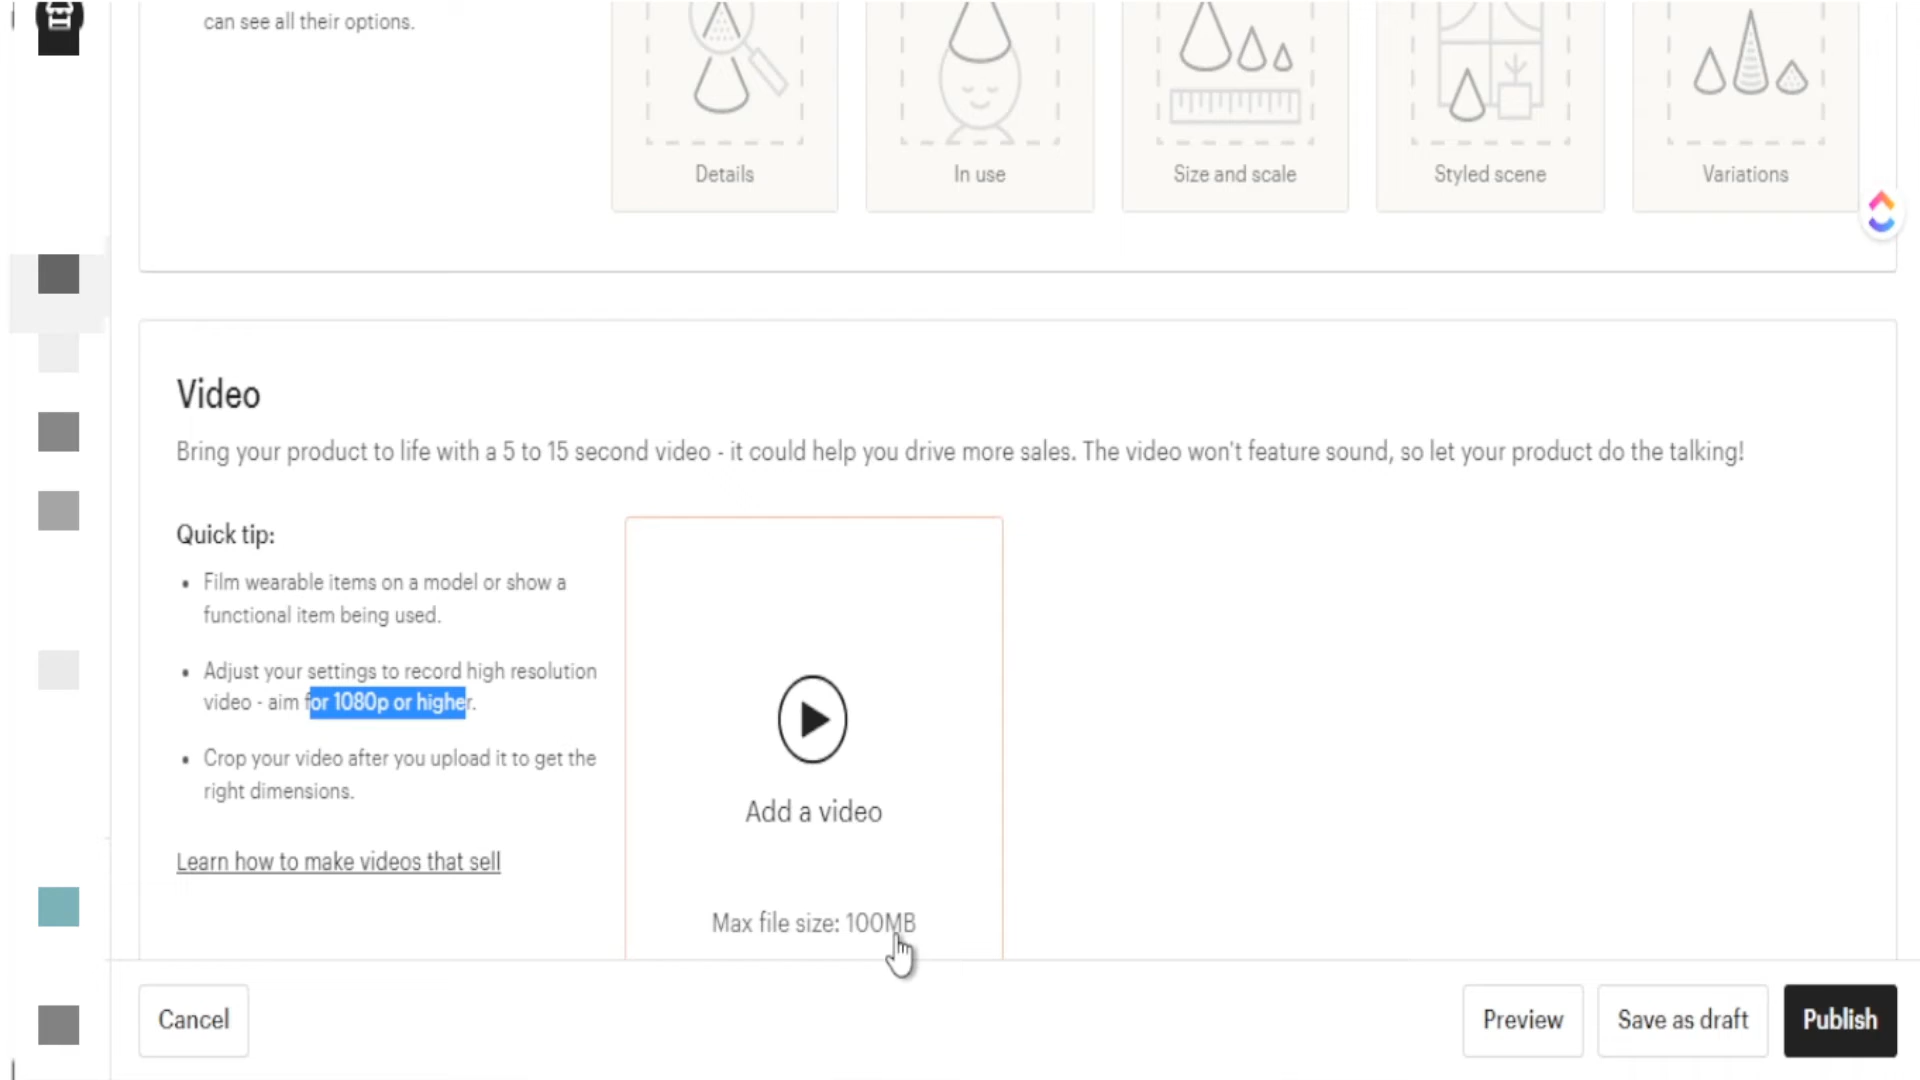 can see all their options.
Details
In use
Size and scale
Styled scene
Variations
Video
Bring your product to life with a 5 to 15 second video - it could help you drive more sales. The video won't feature sound, so let your product do the talking!
Quick tip:
• Film wearable items on a model or show a
functional item being used.
• Adjust your settings to record high resolution
video - aim for 1080p or higher.
• Crop your video after you upload it to get the
right dimensions.
Learn how to make videos that sell
Add a video
Max file size: 100MB
Cancel
Preview
Save as draft
Publish